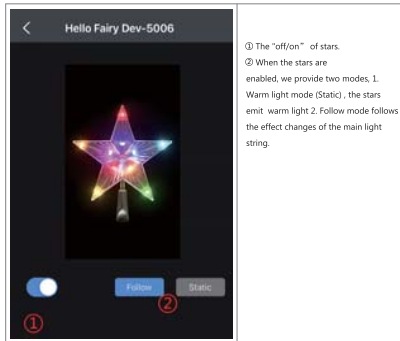 Hello Fairy Dev-5006
Follow
Static
①
②
① The "off/on” of stars.
② When the stars are
enabled, we provide two modes, 1.
Warm light mode (Static) , the stars
emit warm light 2. Follow mode follows
the effect changes of the main light
string.